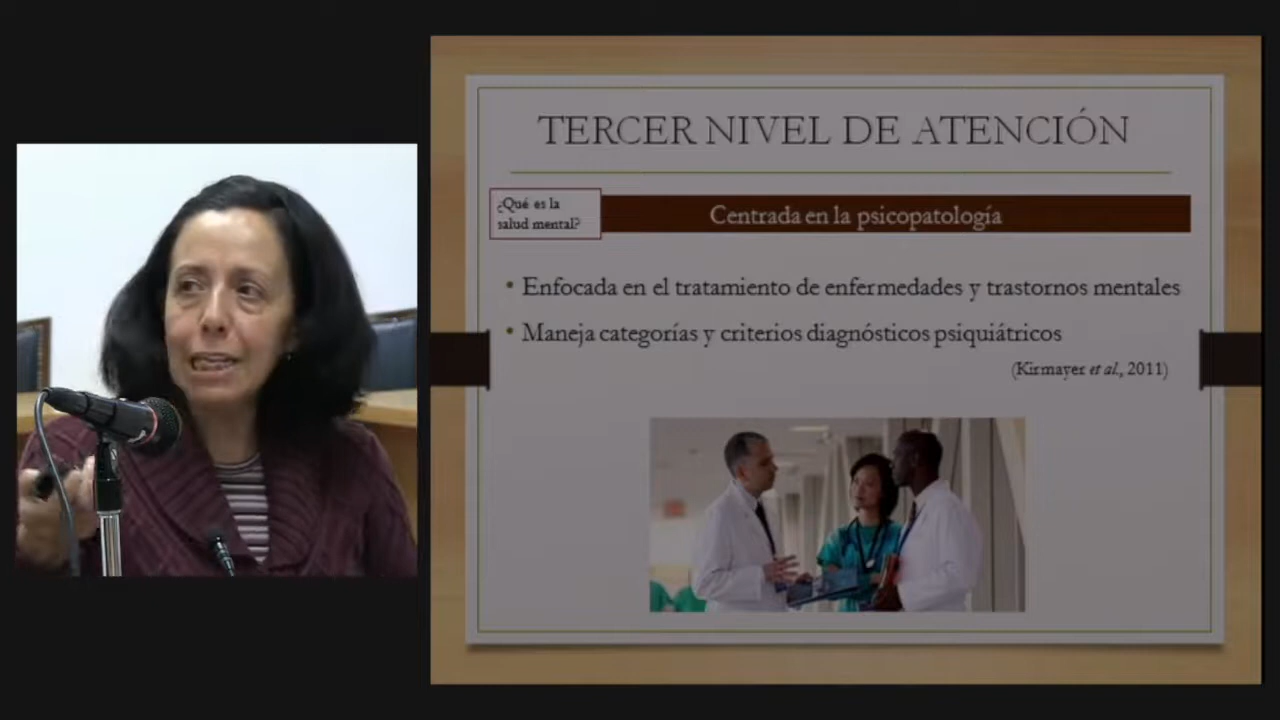 TERCER NIVEL DE ATENCIÓN
¿Qué es la
salud mental?
Centrada en la psicopatología
• Enfocada en el tratamiento de enfermedades y trastornos mentales
• Maneja categorías y criterios diagnósticos psiquiátricos
(Kirmayer et al., 2011)